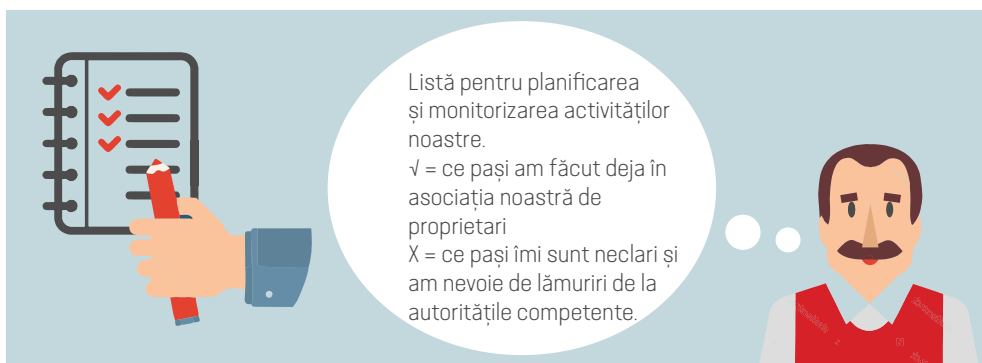 Listă pentru planificarea
și monitorizarea activităților
noastre.
√ = ce pași am făcut deja în
asociația noastră de
proprietari
X = ce pași îmi sunt neclari și
am nevoie de lămuriri de la
autoritățile competente.